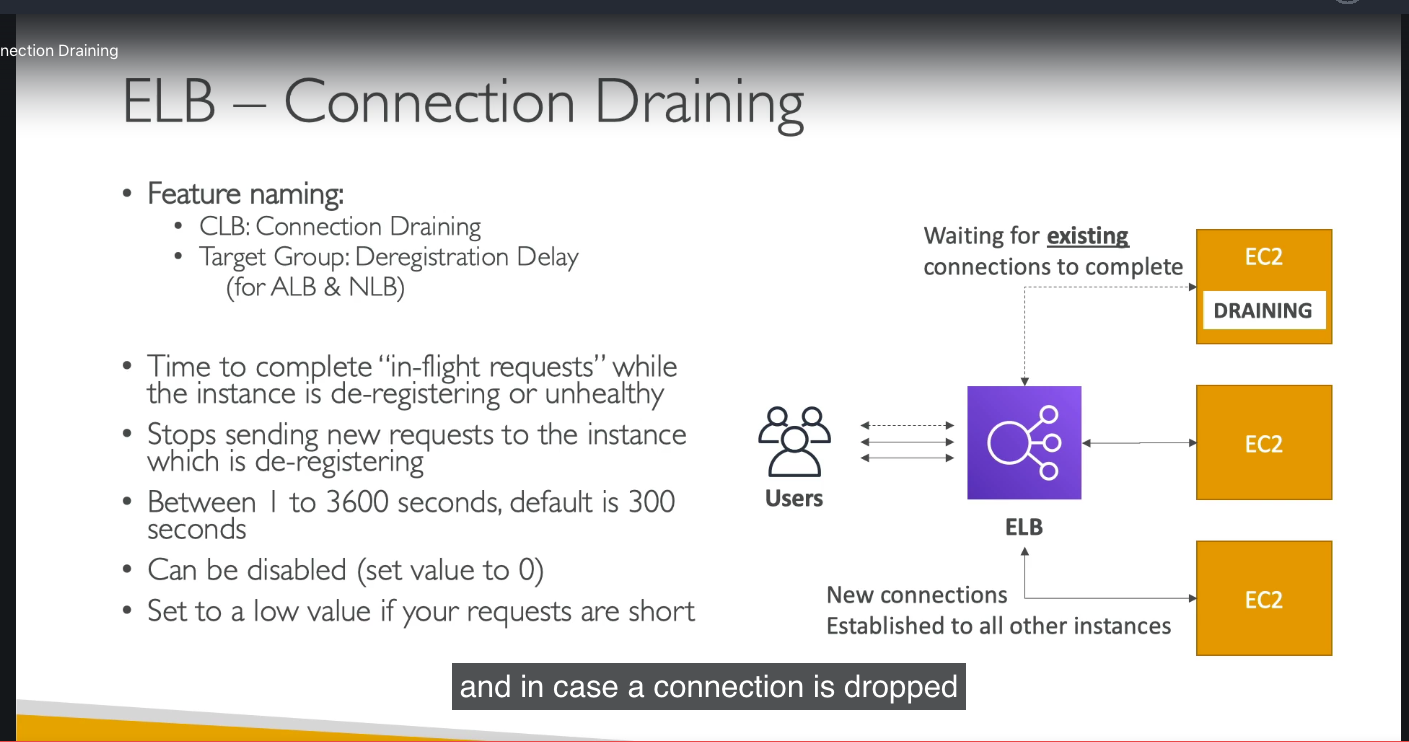 nection Draining
ELB – Connection Draining
• Feature naming:
• CLB: Connection Draining
• Target Group: Deregistration Delay
(for ALB & NLB)
• Time to complete “in-flight requests” while
the instance is de-registering or unhealthy
• Stops sending new requests to the instance
which is de-registering
• Between 1 to 3600 seconds, default is 300
seconds
• Can be disabled (set value to 0)
• Set to a low value if your requests are short
Waiting for existing
connections to complete
EC2
DRAINING
Users
ELB
EC2
New connections
Established to all other instances
EC2
and in case a connection is dropped